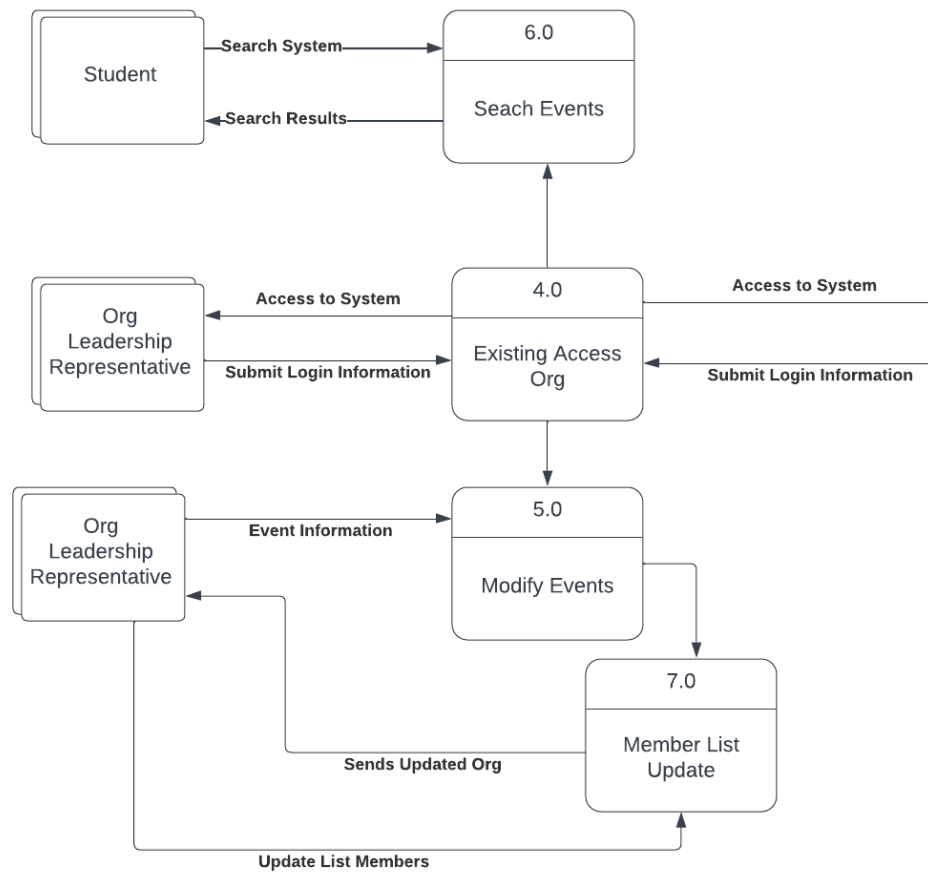 6.0
Search System
Student
Seach Events
Search Results
4.0
Access to System
Access to System
Org
Leadership
Representative
Existing Access
Org
Submit Login Information
Submit Login Information
5.0
Org
Leadership
Representative
Event Information
Modify Events
7.0
Member List
Update
Sends Updated Org
Update List Members